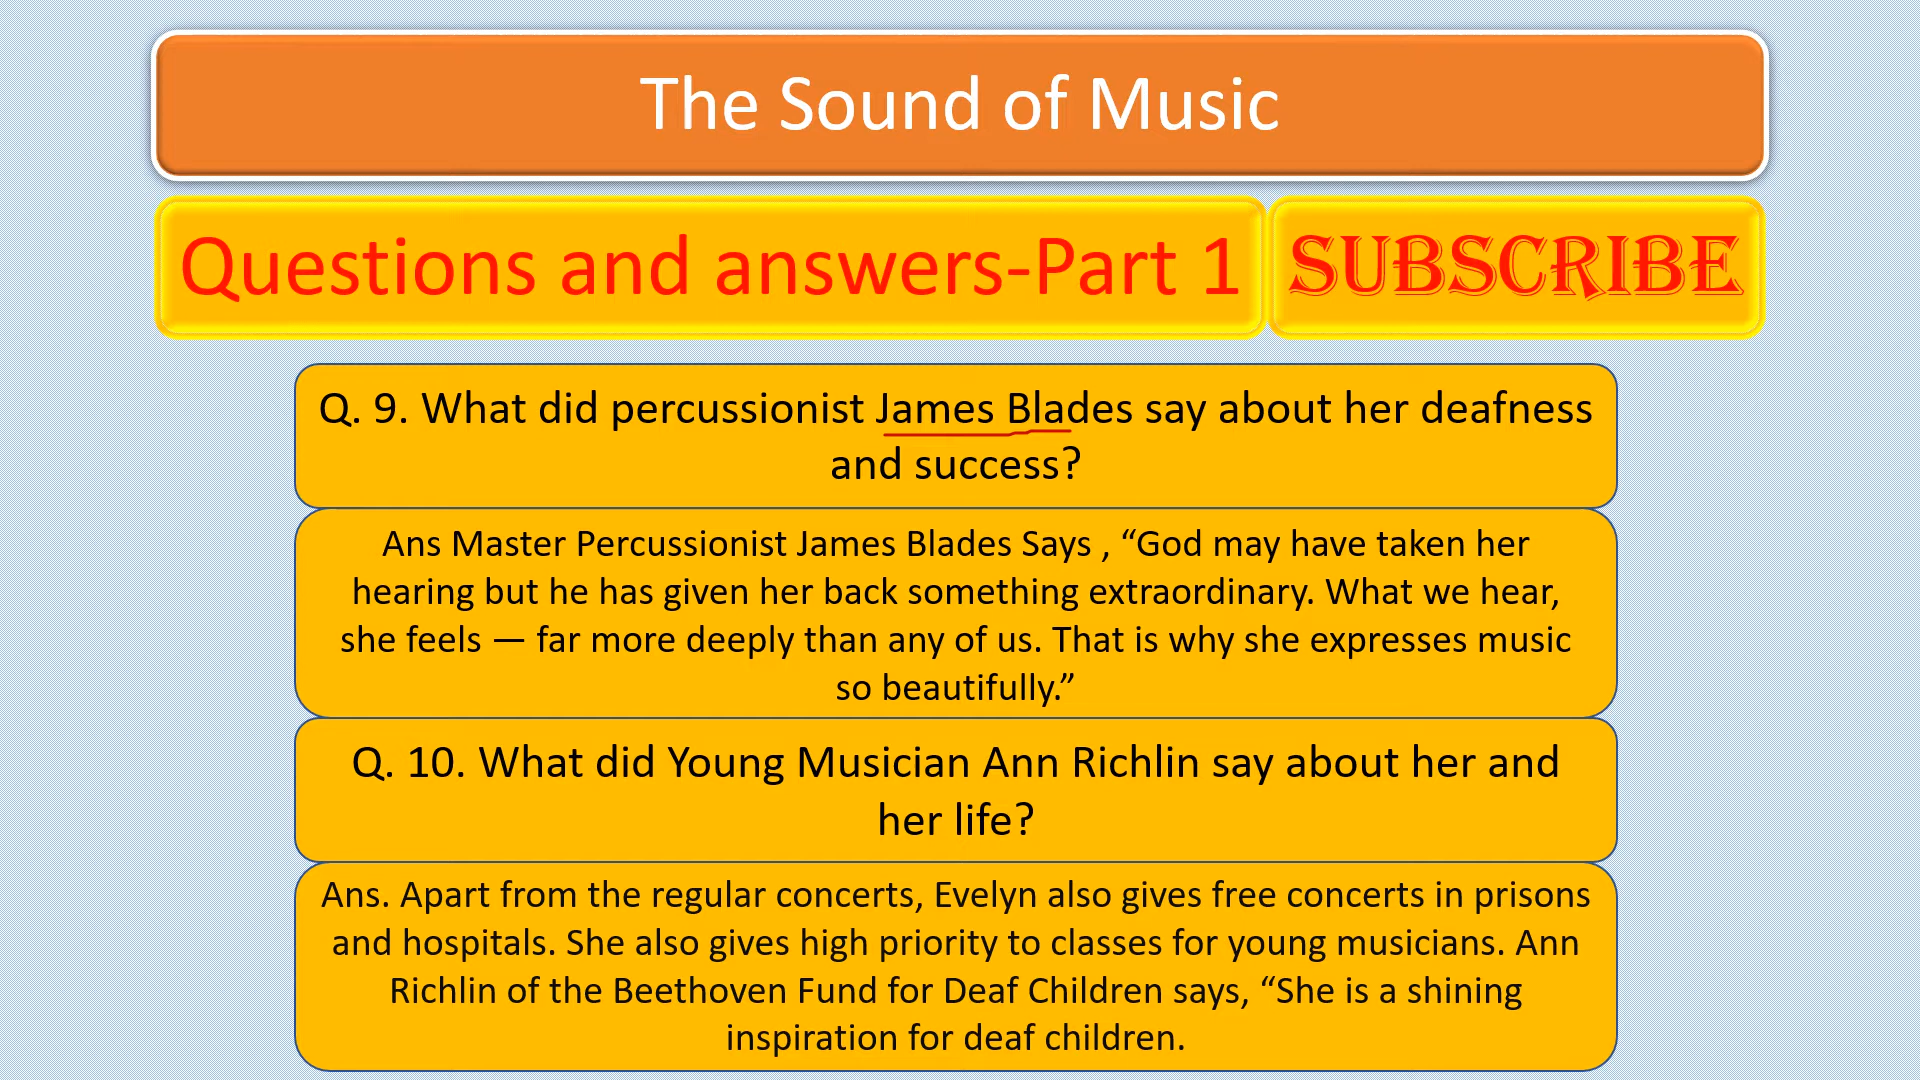 The Sound of Music
Questions and answers-Part 1
SUBSCRIBE
Q. 9. What did percussionist James Blades say about her deafness
and success?
Ans Master Percussionist James Blades Says , “God may have taken her
hearing but he has given her back something extraordinary. What we hear,
she feels — far more deeply than any of us. That is why she expresses music
so beautifully.”
Q. 10. What did Young Musician Ann Richlin say about her and
her life?
Ans. Apart from the regular concerts, Evelyn also gives free concerts in prisons
and hospitals. She also gives high priority to classes for young musicians. Ann
Richlin of the Beethoven Fund for Deaf Children says, “She is a shining
inspiration for deaf children.